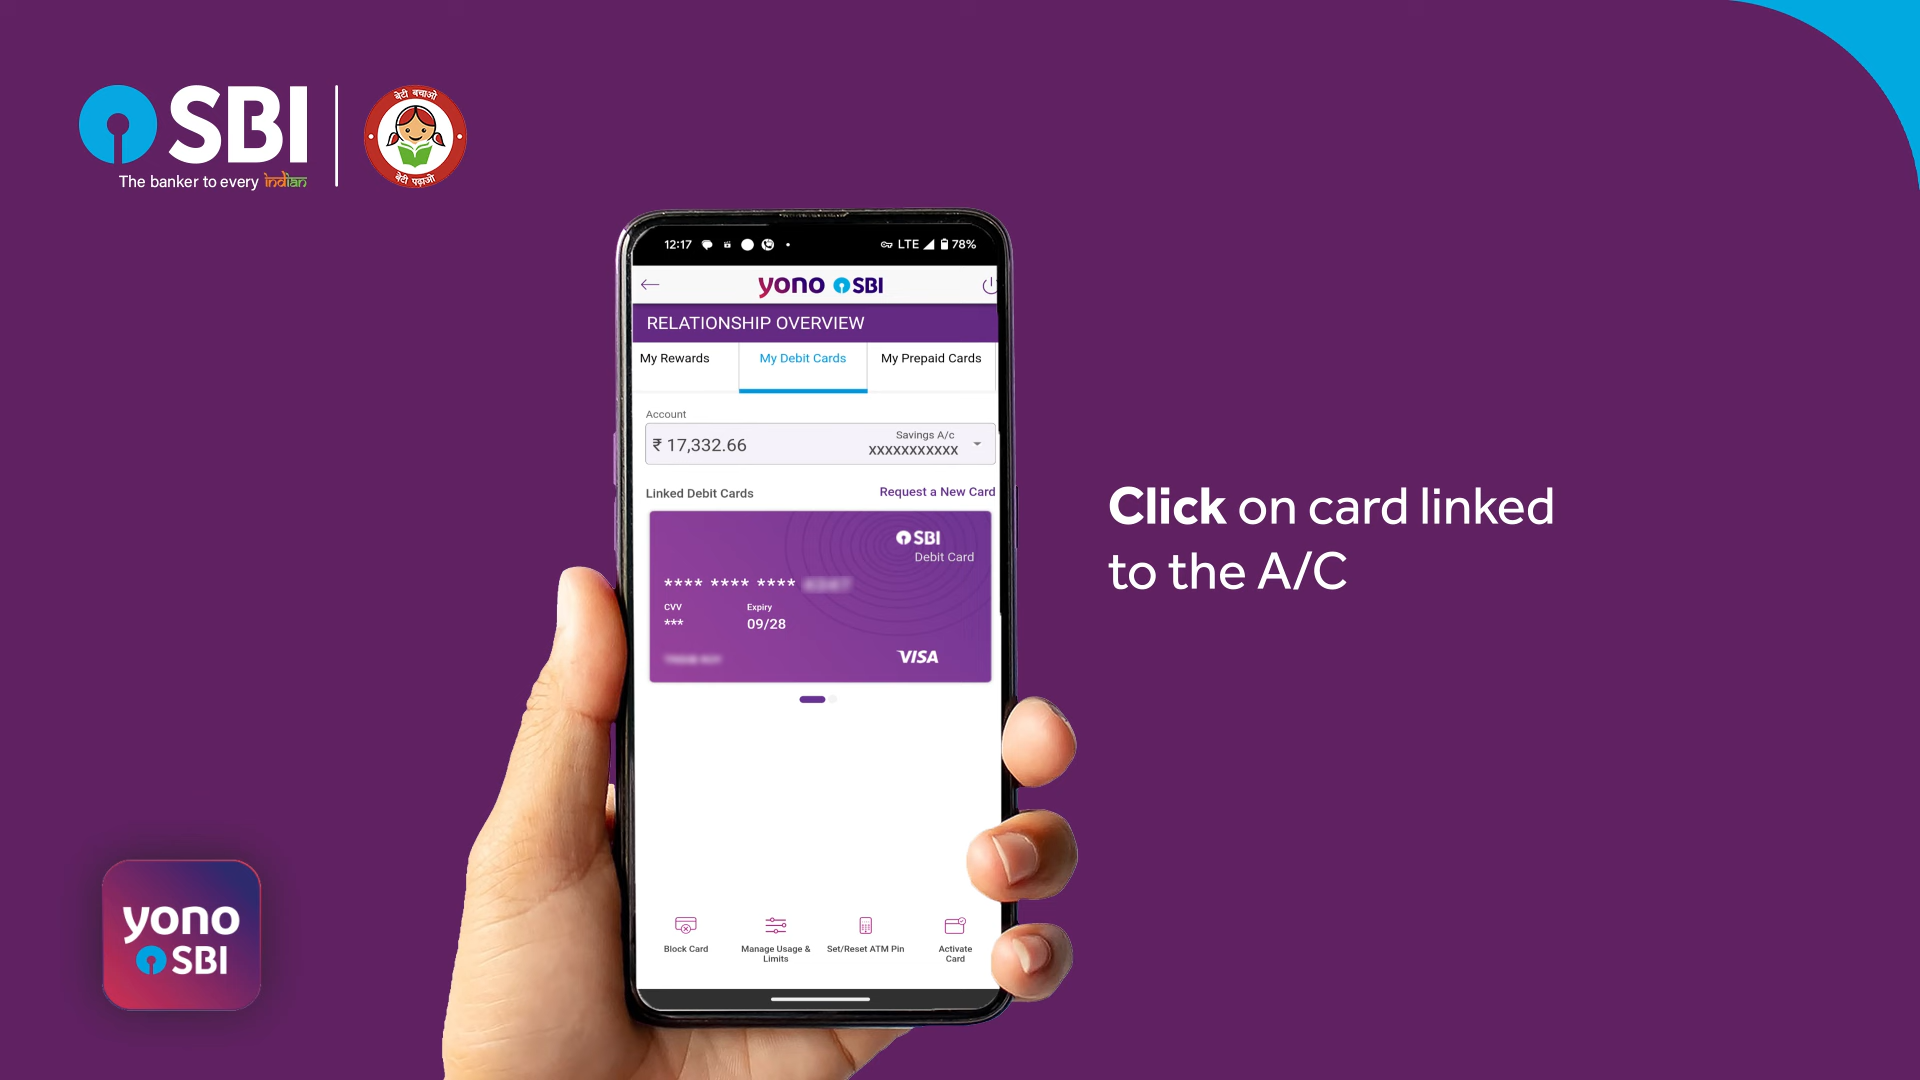 SBI
The banker to every indian
बेटी बचाओ
बेटी पढ़ाओ
12:17
LTE 78%
yono SBI
RELATIONSHIP OVERVIEW
My Rewards
My Debit Cards
My Prepaid Cards
Account
₹ 17,332.66
Savings A/c
XXXXXXXXXXX
Linked Debit Cards
Request a New Card
SBI
Debit Card
**** **** ****
CVV
Expiry
***
09/28
VISA
Block Card
Manage Usage &
Limits
Set/Reset ATM Pin
Activate
Card
Click on card linked
to the A/C
yono
SBI